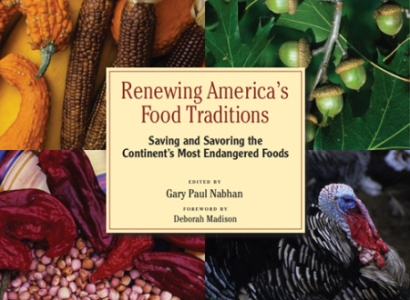 Renewing America's
Food Traditions
Saving and Savoring the
Continent's Most Endangered Foods
EDITED BY
Gary Paul Nabhan
FOREWORD BY
Deborah Madison